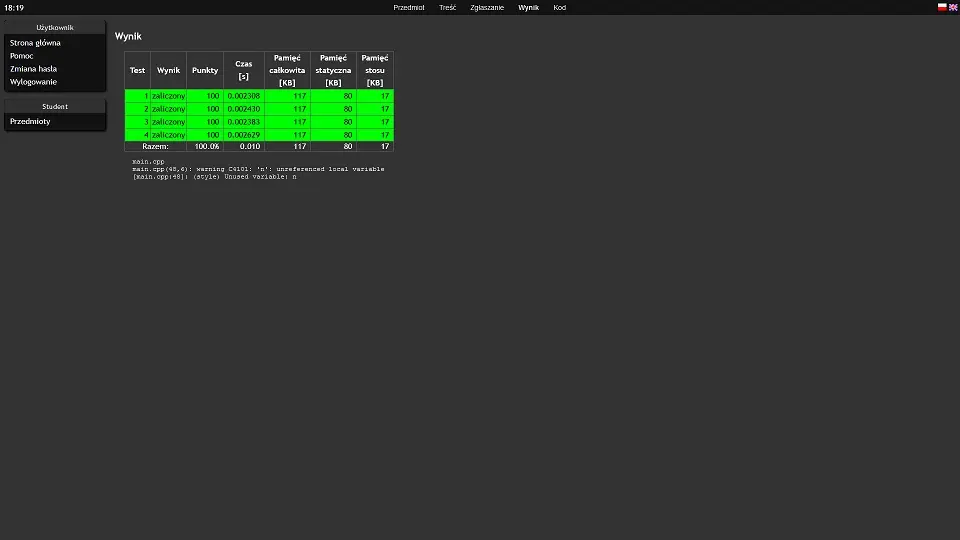 18:19
Przedmiot Treść Zgłaszanie Wynik Kod
Użytkownik
Strona główna
Pomoc
Zmiana hasła
Wylogowanie
Student
Przedmioty
Wynik
Test Wynik Punkty Czas [s] Pamięć całkowita [KB] Pamięć statyczna [KB] Pamięć stosu [KB]
1 zaliczony 100 0.002308 117 80 17
2 zaliczony 100 0.002430 117 80 17
3 zaliczony 100 0.002383 117 80 17
4 zaliczony 100 0.002629 117 80 17
Razem: 100.0% 0.010 117 80 17
main.cpp
main.cpp(48,6): warning C4101: 'n': unreferenced local variable
[main.cpp:48]: (style) Unused variable: n